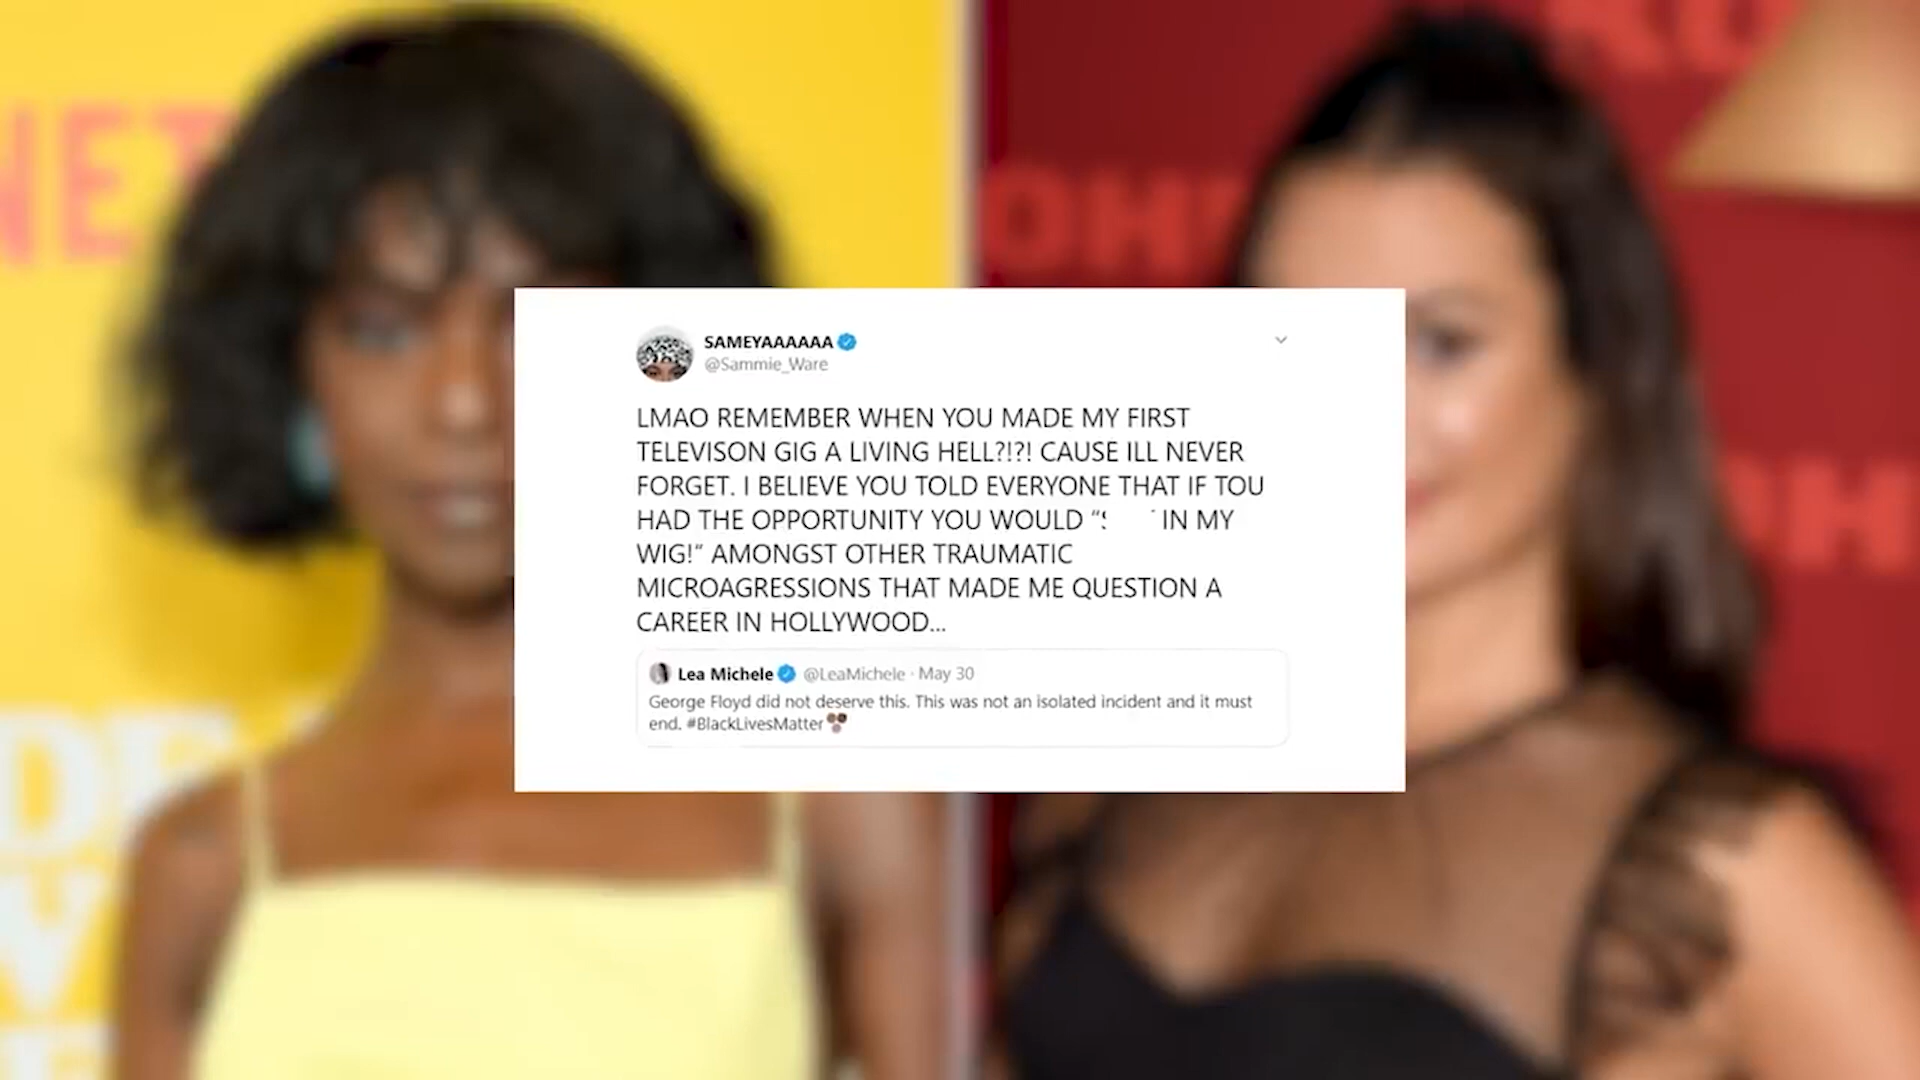 SAMEYAAAAAA
@Sammie_Ware
LMAO REMEMBER WHEN YOU MADE MY FIRST
TELEVISON GIG A LIVING HELL?!?! CAUSE ILL NEVER
FORGET. I BELIEVE YOU TOLD EVERYONE THAT IF TOU
HAD THE OPPORTUNITY YOU WOULD “ IN MY
WIG!” AMONGST OTHER TRAUMATIC
MICROAGRESSIONS THAT MADE ME QUESTION A
CAREER IN HOLLYWOOD...
Lea Michele @LeaMichele · May 30
George Floyd did not deserve this. This was not an isolated incident and it must
end. #BlackLivesMatter